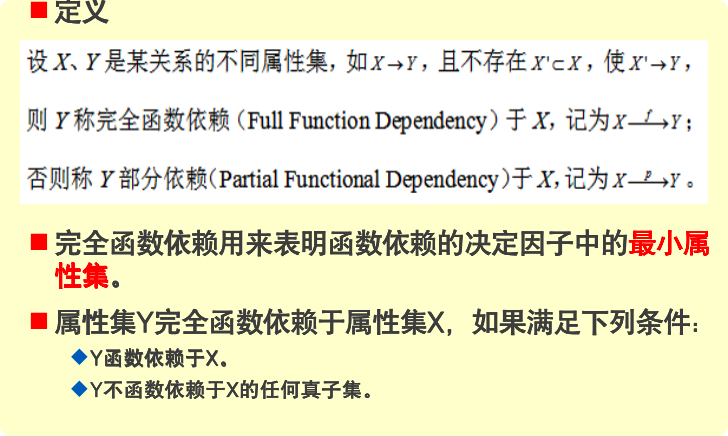 ■ 定义
设 X、Y 是某关系的不同属性集，如 X→Y，且不存在 X'⊂X，使 X'→Y，
则 Y 称完全函数依赖（Full Function Dependency）于 X，记为 X—f→Y；
否则称 Y 部分依赖(Partial Functional Dependency)于 X，记为 X—p→Y。
■ 完全函数依赖用来表明函数依赖的决定因子中的最小属
性集。
■ 属性集Y完全函数依赖于属性集X，如果满足下列条件：
◆Y函数依赖于X。
◆Y不函数依赖于X的任何真子集。